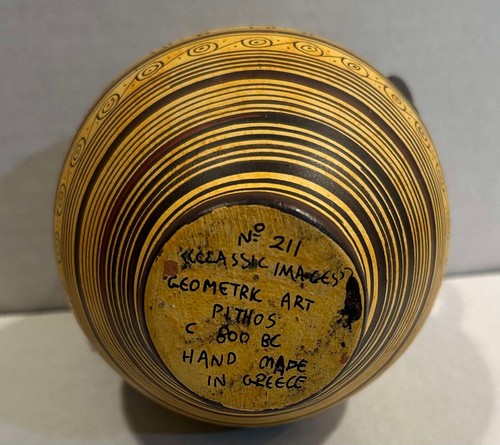 Nº 211
«CLASSIC IMAGES»
GEOMETRIC ART
PITHOS
C 800 BC
HAND MADE
IN GREECE